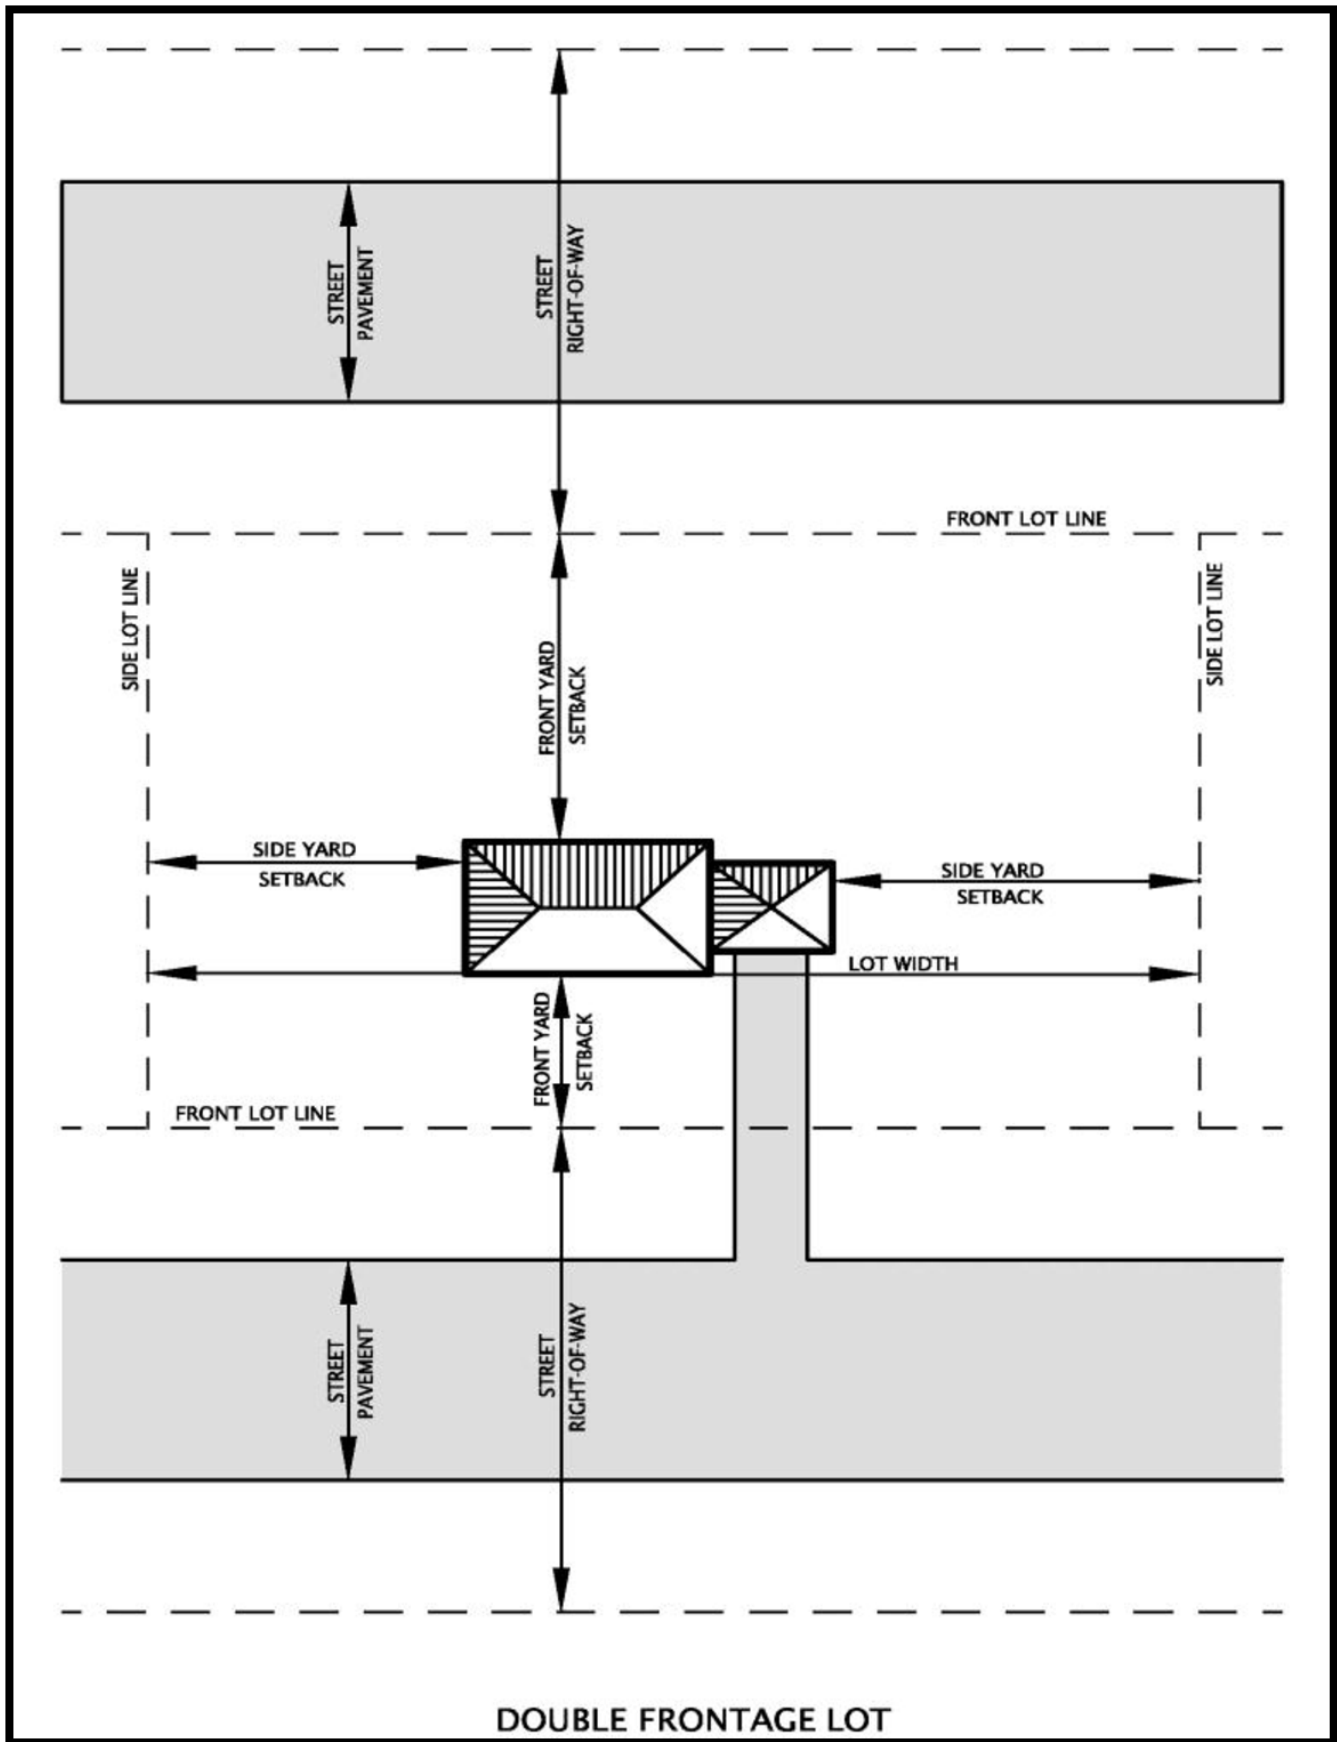 STREET
PAVEMENT
STREET
RIGHT-OF-WAY
FRONT LOT LINE
SIDE LOT LINE
SIDE LOT LINE
FRONT YARD
SETBACK
SIDE YARD
SETBACK
SIDE YARD
SETBACK
LOT WIDTH
FRONT YARD
SETBACK
FRONT LOT LINE
STREET
PAVEMENT
STREET
RIGHT-OF-WAY
DOUBLE FRONTAGE LOT